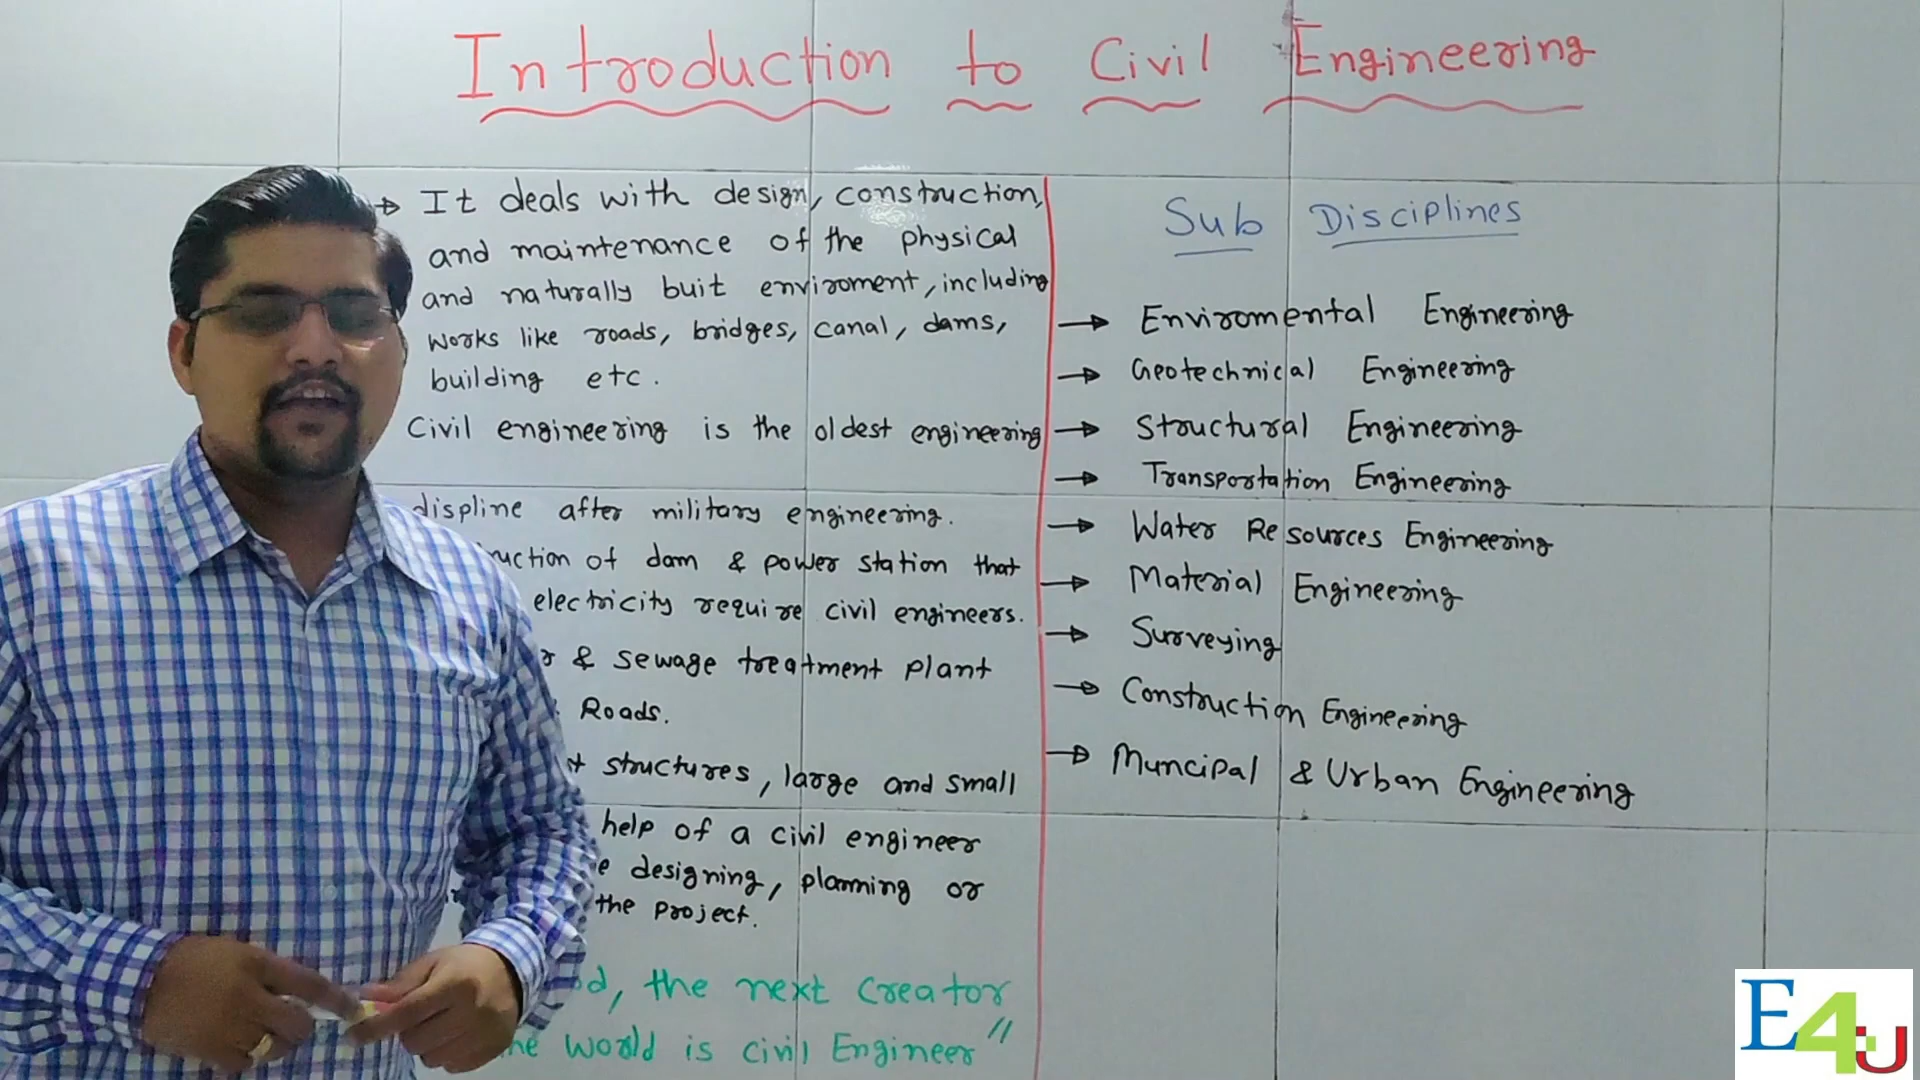 Introduction to Civil Engineering
It deals with design, construction,
and maintenance of the physical
and naturally buit enviroment, including
works like roads, bridges, canal, dams,
building etc.
Civil engineering is the oldest engineering
displine after military engineering.
of dam & power station that
electricity require civil engineers.
& sewage treatment plant
Roads.
structures, large and small
help of a civil engineer
designing, planning or
the project.
the next creator
world is civil Engineer"
Sub Disciplines
Enviromental Engineering
Geotechnical Engineering
Structural Engineering
Transportation Engineering
Water Resources Engineering
Material Engineering
Surveying
Construction Engineering
Muncipal & Urban Engineering
E4U